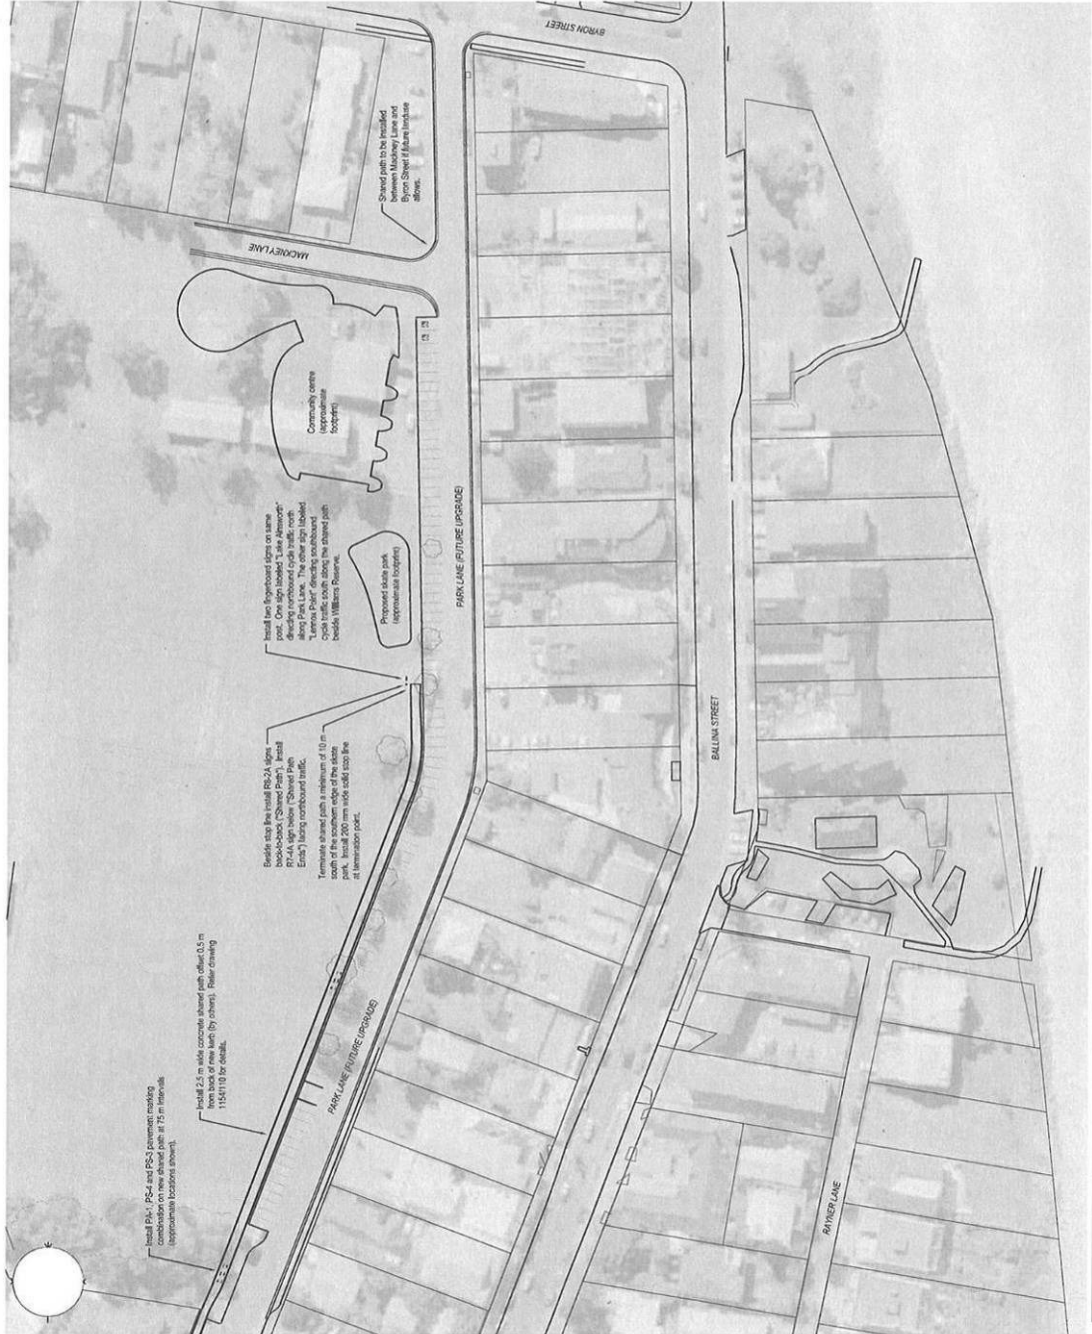 Install PA-1, PS-4 and PS-3 pavement marking
combination on new shared path at 75 m intervals
(approximate locations shown).
Install 2.5 m wide concrete shared path offset 0.5 m
from back of new kerb (by others). Refer drawing
1154/110 for details.
Beside stop line install R8-2A signs
back-to-back ("Shared Path"). Install
R7-4A sign below ("Shared Path
Ends") facing northbound traffic.
Terminate shared path a minimum of 10 m
south of the southern edge of the skate
park. Install 200 mm wide solid stop line
at termination point.
Install two fingerboard signs on same
post. One sign labeled "Lake Ainsworth"
directing northbound cycle traffic north
along Park Lane. The other sign labeled
"Lennox Point" directing southbound
cycle traffic south along the shared path
beside Williams Reserve.
Proposed skate park
(approximate footprint)
Community centre
(approximate
footprint)
MACKNEY LANE
Shared path to be installed
between Mackney Lane and
Byron Street if future landuse
allows.
BYRON STREET
PARK LANE (FUTURE UPGRADE)
PARK LANE (FUTURE UPGRADE)
BALLINA STREET
RAYNER LANE